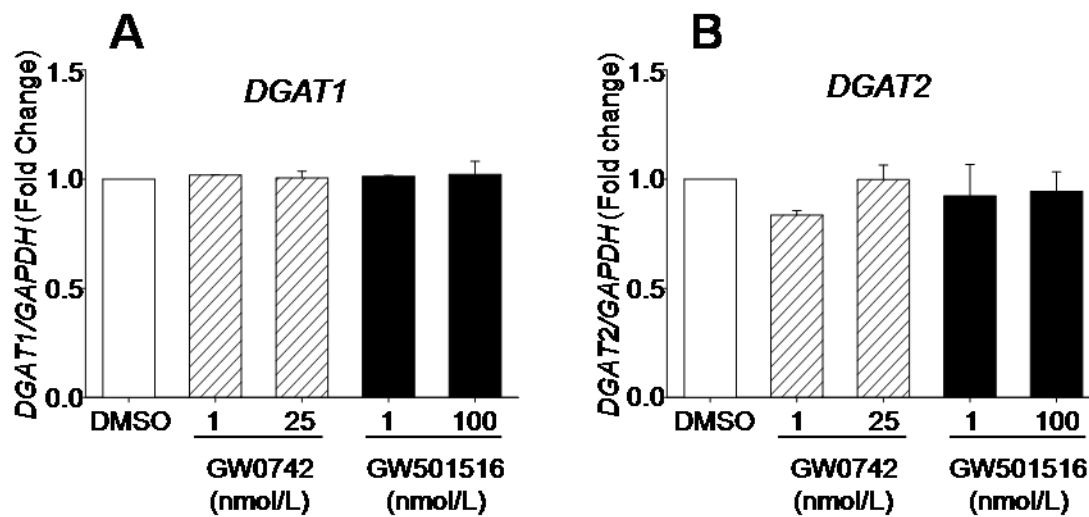 A
DGAT1/GAPDH (Fold Change)
1.5
1.0
0.5
0.0
DGAT1
DMSO 1 25 1 100
GW0742 GW501516
(nmol/L) (nmol/L)
B
DGAT2/GAPDH (Fold change)
1.5
1.0
0.5
0.0
DGAT2
DMSO 1 25 1 100
GW0742 GW501516
(nmol/L) (nmol/L)